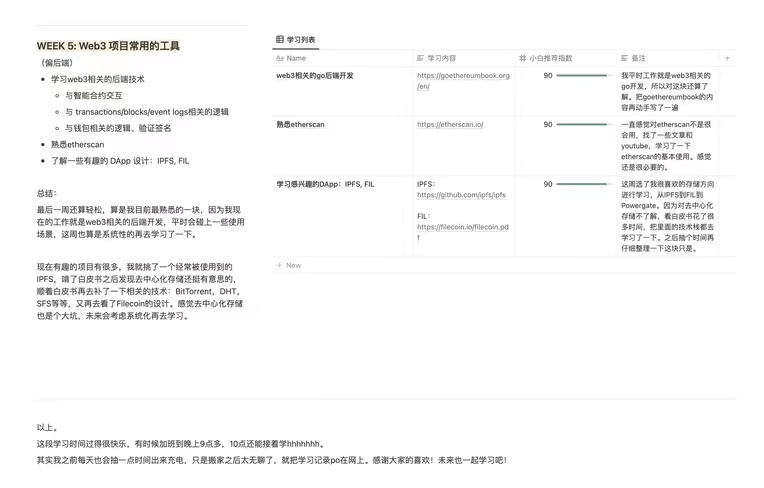 WEEK 5: Web3 项目常用的工具
（偏后端）
学习web3相关的后端技术
与智能合约交互
与 transactions/blocks/event logs相关的逻辑
与钱包相关的逻辑、验证签名
熟悉etherscan
了解一些有趣的 DApp 设计：IPFS, FIL
总结：
最后一周还算轻松，算是我目前最熟悉的一块，因为我现
在的工作就是web3相关的后端开发，平时会碰上一些使用
场景，这周也算是系统性的再去学习了一下。
现在有趣的项目有很多，我就挑了一个经常被使用到的
IPFS，啃了白皮书之后发现去中心化存储还挺有意思的，
顺着白皮书再去补了一下相关的技术：BitTorrent，DHT，
SFS等等，又再去看了Filecoin的设计。感觉去中心化存储
也是个大坑，未来会考虑系统化再去学习。
学习列表
Aa Name
学习内容
小白推荐指数
备注
+
web3相关的go后端开发
https://goethereumbook.org
/en/
90
我平时工作就是web3相关的
go开发，所以对这块还算了
解。把goethereumbook的内
容再动手写了一遍
熟悉etherscan
https://etherscan.io/
90
一直感觉对etherscan不是很
会用，找了一些文章和
youtube，学习了一下
etherscan的基本使用。感觉
还是很必要的。
学习感兴趣的DApp：IPFS, FIL
IPFS：
https://github.com/ipfs/ipfs
FIL：
https://filecoin.io/filecoin.pd
f
90
这周选了我很喜欢的存储方向
进行学习，从IPFS到FIL到
Powergate。因为对去中心化
存储不了解，看白皮书花了很
多时间，把里面的技术栈都去
学习了一下。之后抽个时间再
仔细整理一下这块只是。
+ New
以上。
这段学习时间过得很快乐，有时候加班到晚上9点多，10点还能接着学hhhhhhh。
其实我之前每天也会抽一点时间出来充电，只是搬家之后太无聊了，就把学习记录po在网上。感谢大家的喜欢！未来也一起学习吧！